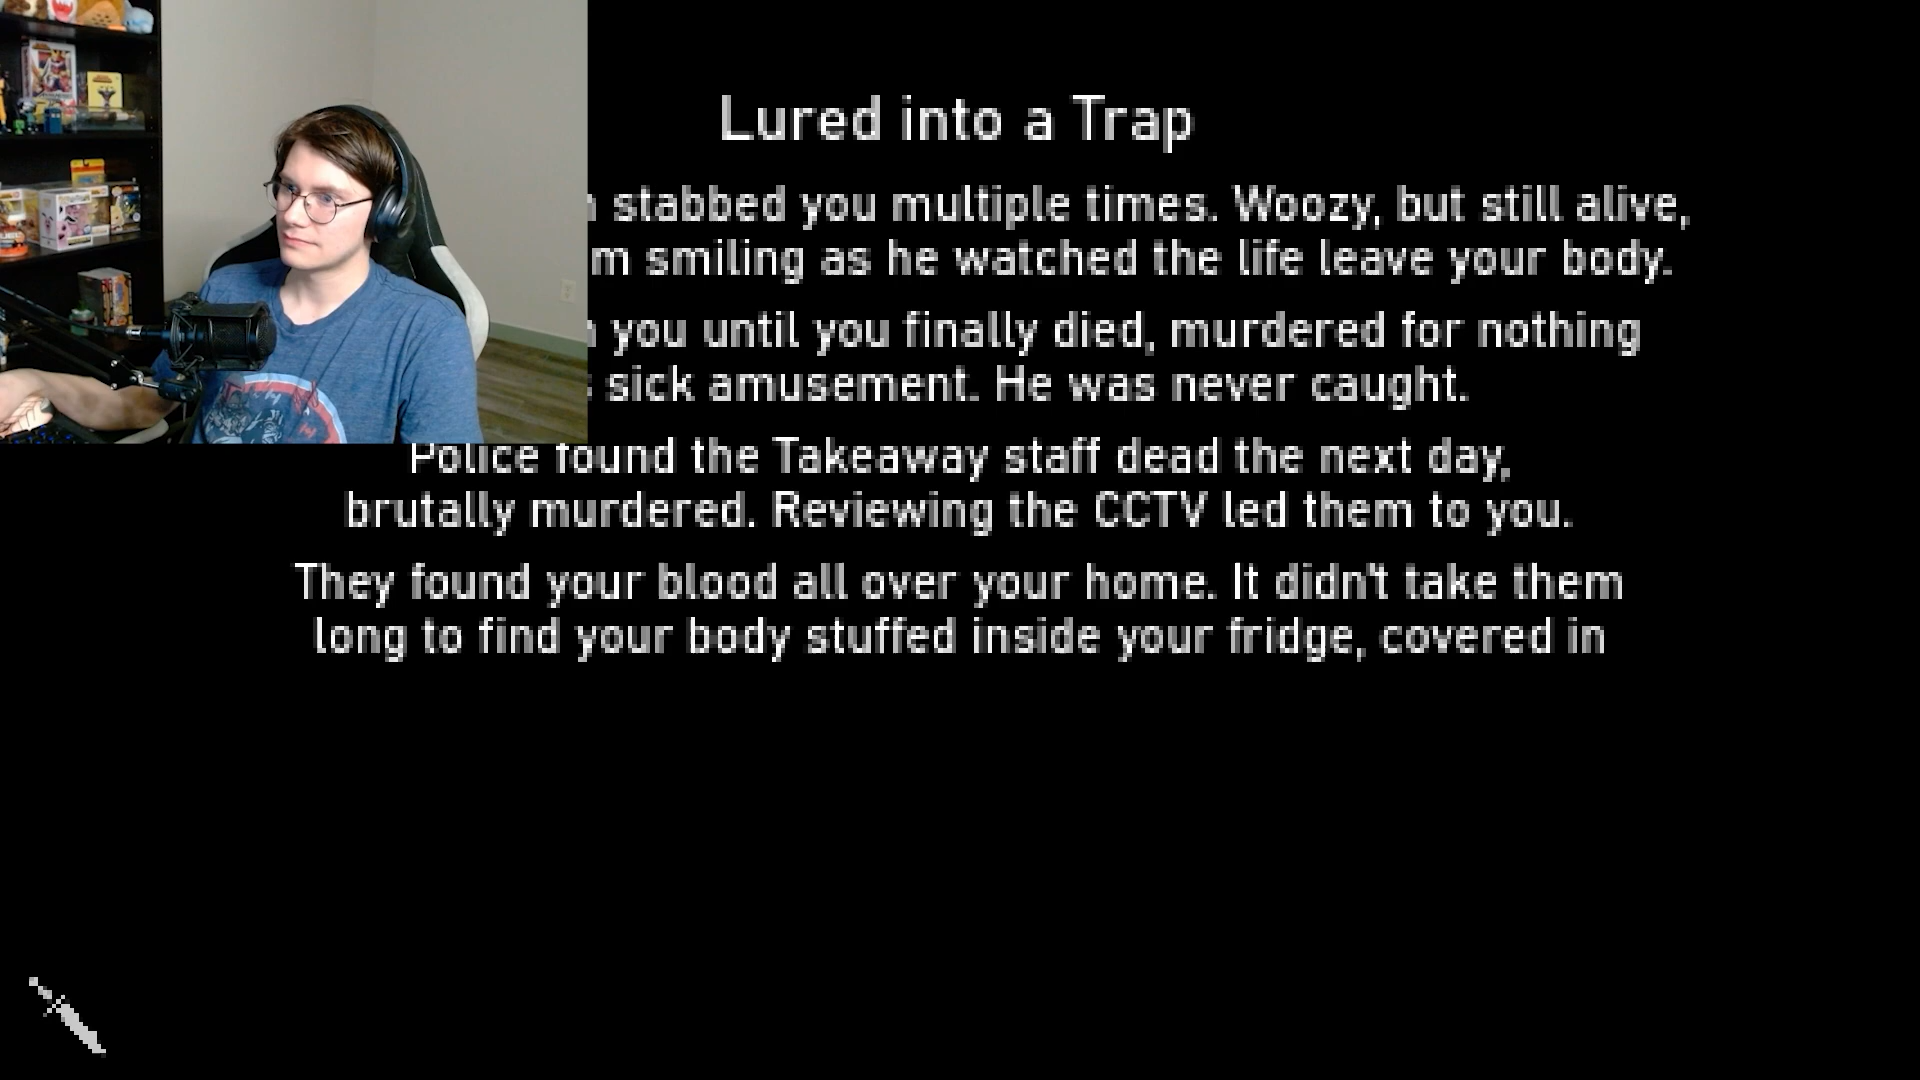 Lured into a Trap
stabbed you multiple times. Woozy, but still alive,
smiling as he watched the life leave your body.
you until you finally died, murdered for nothing
sick amusement. He was never caught.
Police found the Takeaway staff dead the next day,
brutally murdered. Reviewing the CCTV led them to you.
They found your blood all over your home. It didn't take them
long to find your body stuffed inside your fridge, covered in